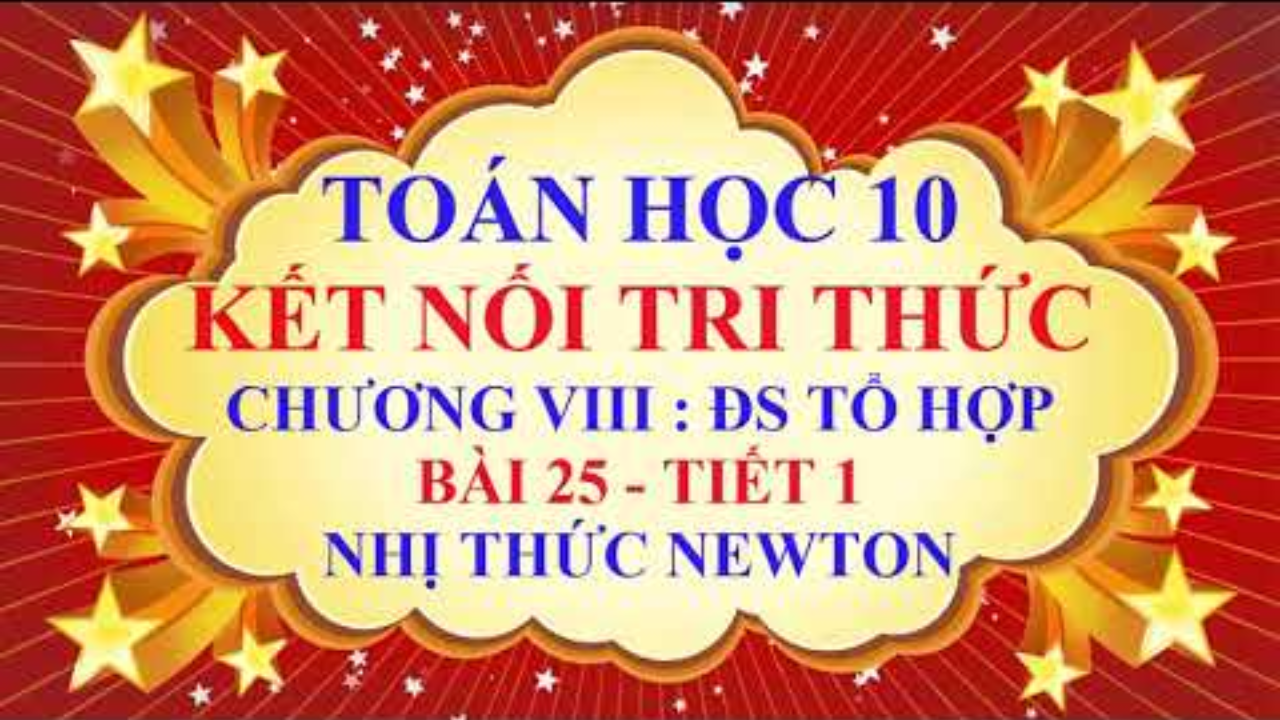 TOÁN HỌC 10
KẾT NỐI TRI THỨC
CHƯƠNG VIII : ĐS TỔ HỢP
BÀI 25 - TIẾT 1
NHỊ THỨC NEWTON